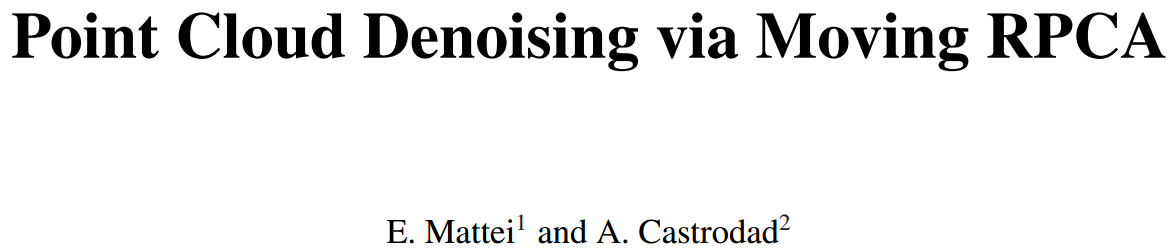 Point Cloud Denoising via Moving RPCA
E. Mattei¹ and A. Castrodad²